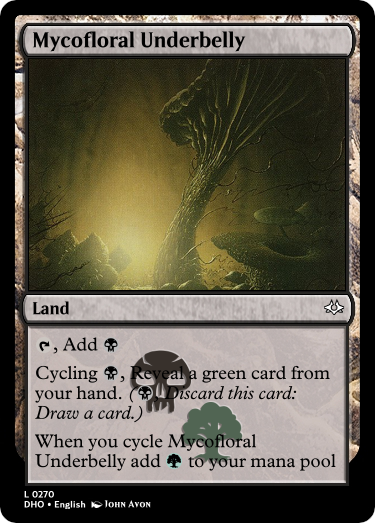 Mycofloral Underbelly
Land
, Add
Cycling , Reveal a green card from
your hand. ( , Discard this card:
Draw a card.)
When you cycle Mycofloral
Underbelly add to your mana pool
L 0270
DHO • English JOHN AVON